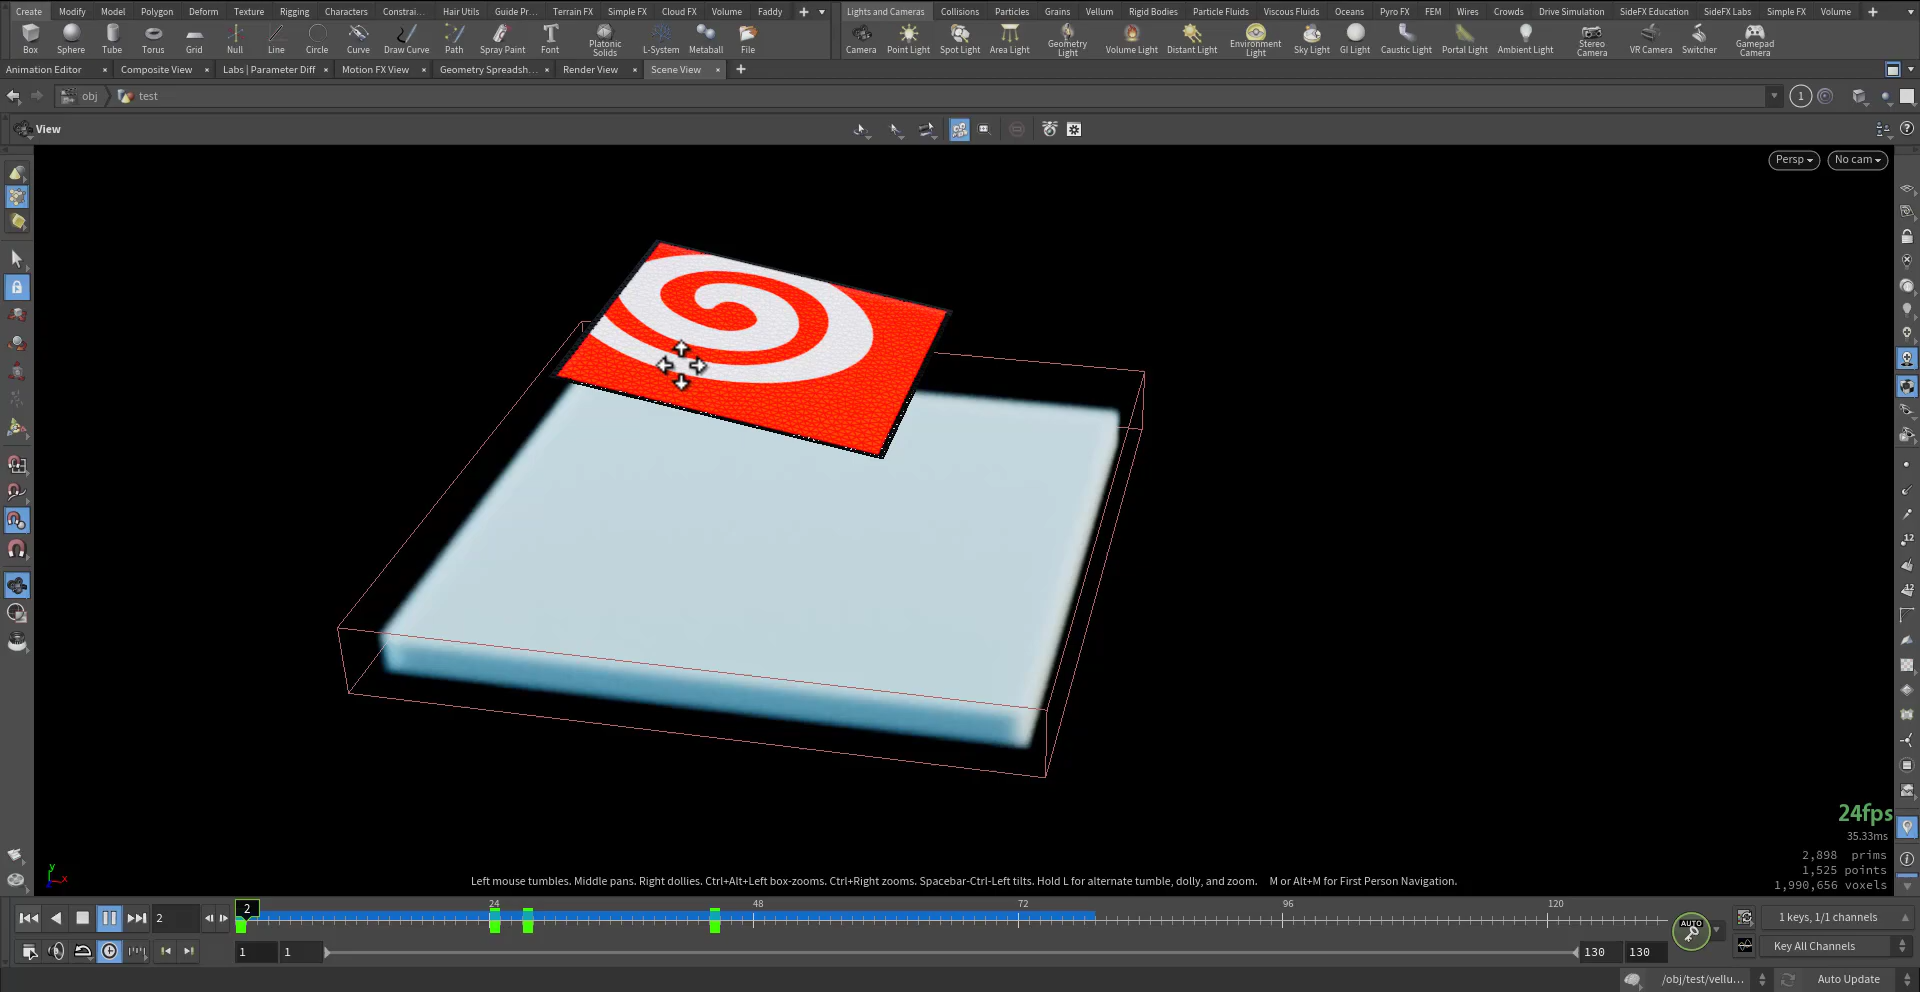 Create Modify Model Polygon Deform Texture Rigging Characters Constrai... Hair Utils Guide Pr... Terrain FX Simple FX Cloud FX Volume Faddy
Lights and Cameras Collisions Particles Grains Vellum Rigid Bodies Particle Fluids Viscous Fluids Oceans Pyro FX FEM Wires Crowds Drive Simulation SideFX Education SideFX Labs Simple FX Volume
Box Sphere Tube Torus Grid Null Line Circle Curve Draw Curve Path Spray Paint Font Platonic Solids L-System Metaball File
Camera Point Light Spot Light Area Light Geometry Light Volume Light Distant Light Environment Light Sky Light GI Light Caustic Light Portal Light Ambient Light Stereo Camera VR Camera Switcher Gamepad Camera
Animation Editor Composite View Labs | Parameter Diff Motion FX View Geometry Spreadsh... Render View Scene View
obj test 1
View
Persp No cam
12
12
24fps
35.33ms
2,898 prims
1,525 points
1,990,656 voxels
y
x
Left mouse tumbles. Middle pans. Right dollies. Ctrl+Alt+Left box-zooms. Ctrl+Right zooms. Spacebar-Ctrl-Left tilts. Hold L for alternate tumble, dolly, and zoom. M or Alt+M for First Person Navigation.
2 2 24 48 72 96 120 AUTO 1 keys, 1/1 channels
1 1 130 130 Key All Channels
/obj/test/vellu... Auto Update